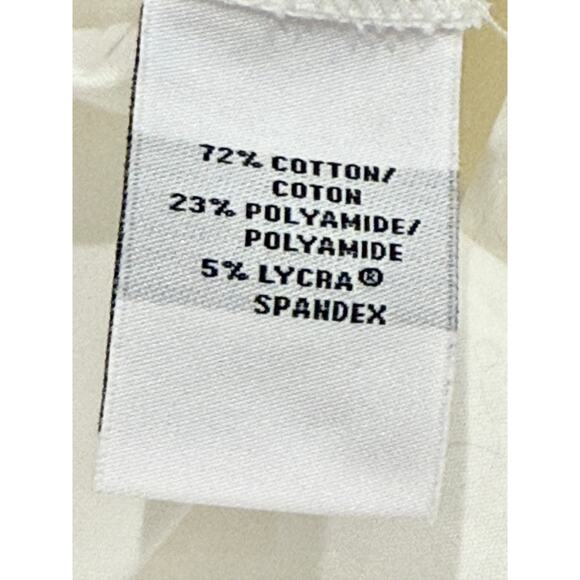 72% COTTON/
COTON
23% POLYAMIDE/
POLYAMIDE
5% LYCRA®
SPANDEX